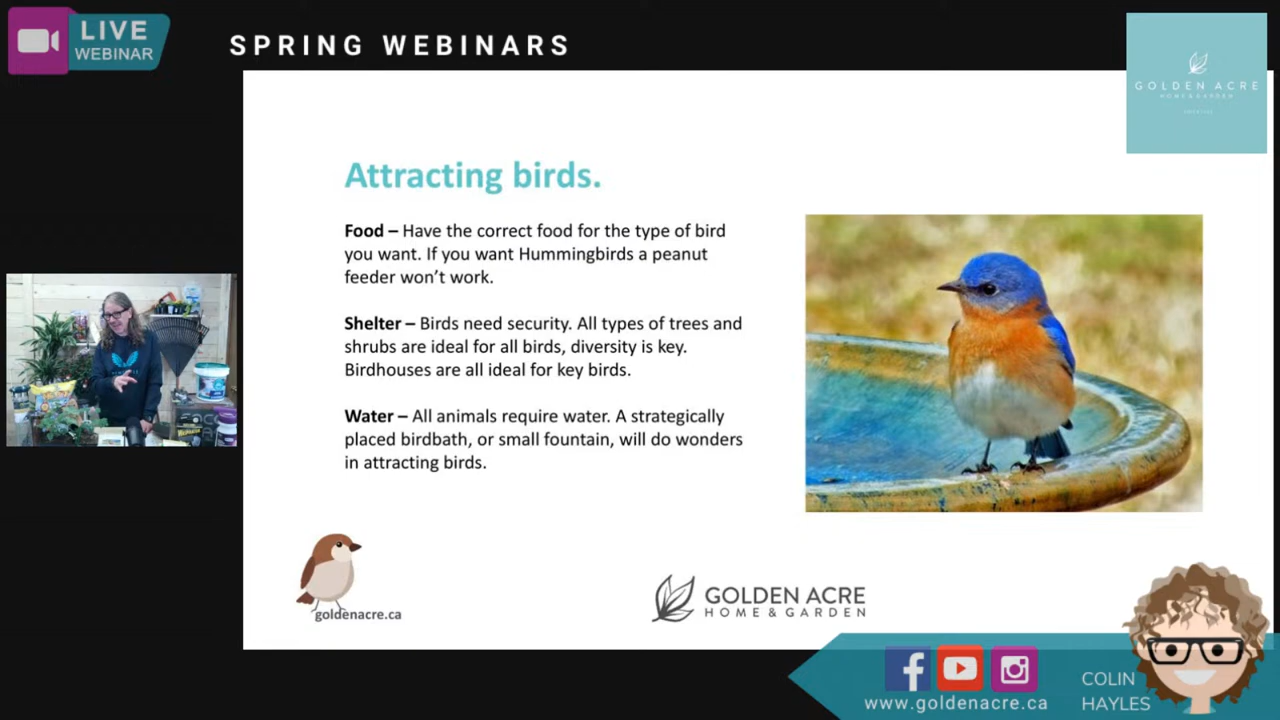 LIVE
WEBINAR
SPRING WEBINARS
GOLDEN ACRE
HOME & GARDEN
Attracting birds.
Food – Have the correct food for the type of bird
you want. If you want Hummingbirds a peanut
feeder won't work.
Shelter – Birds need security. All types of trees and
shrubs are ideal for all birds, diversity is key.
Birdhouses are all ideal for key birds.
Water – All animals require water. A strategically
placed birdbath, or small fountain, will do wonders
in attracting birds.
goldenacre.ca
GOLDEN ACRE
HOME & GARDEN
www.goldenacre.ca
COLIN
HAYLES